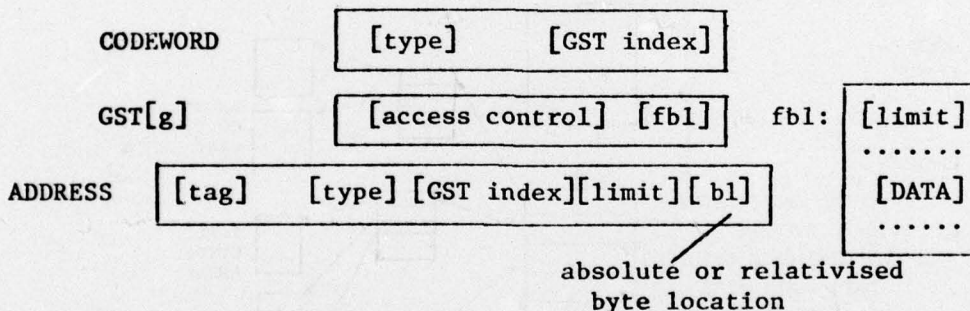 CODEWORD [type] [GST index]
GST[g] [access control] [fbl] fbl: [limit]
.......
ADDRESS [tag] [type] [GST index][limit][ bl] [DATA]
......
absolute or relativised
byte location